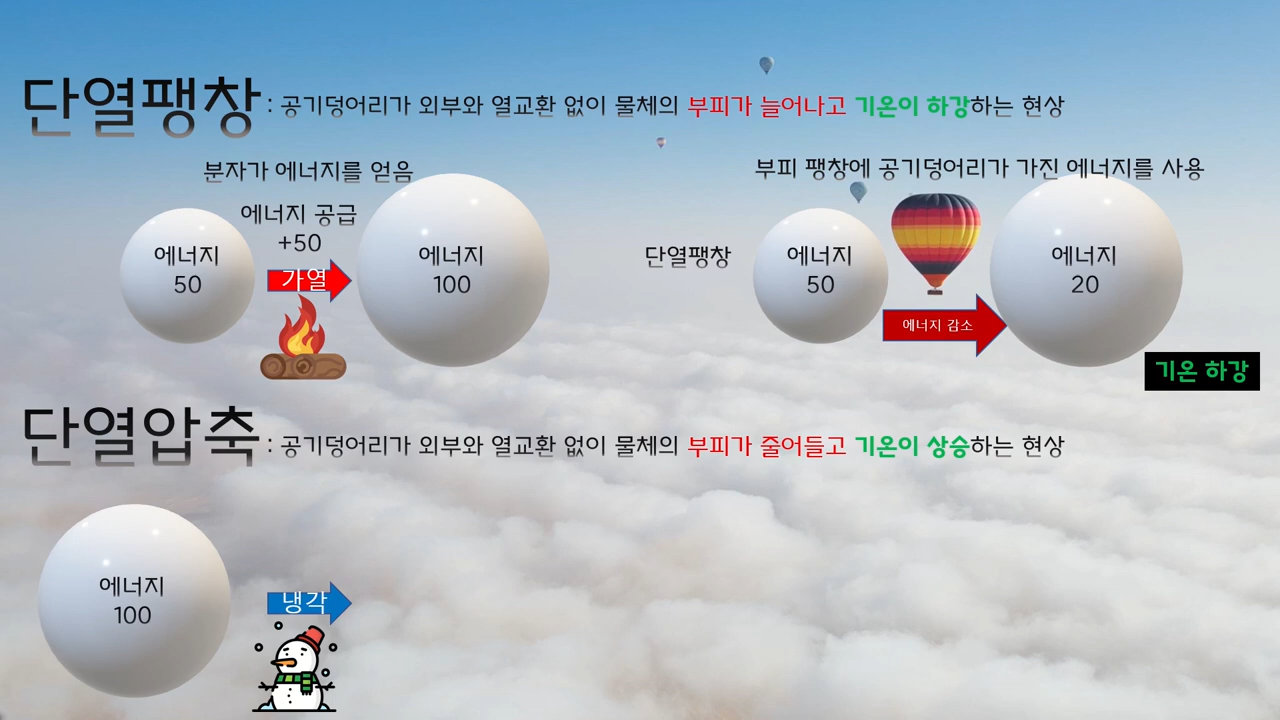 단열팽창 : 공기덩어리가 외부와 열교환 없이 물체의 부피가 늘어나고 기온이 하강하는 현상
분자가 에너지를 얻음
에너지 공급
+50
가열
에너지
50
에너지
100
부피 팽창에 공기덩어리가 가진 에너지를 사용
단열팽창
에너지
50
에너지 감소
에너지
20
기온 하강
단열압축 : 공기덩어리가 외부와 열교환 없이 물체의 부피가 줄어들고 기온이 상승하는 현상
에너지
100
냉각